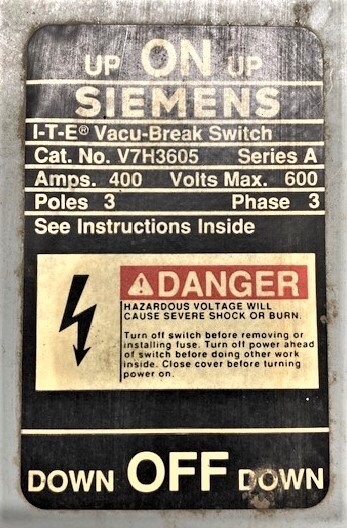 UP ON UP
SIEMENS
I-T-E® Vacu-Break Switch
Cat. No. V7H3605 Series A
Amps. 400 Volts Max. 600
Poles 3 Phase 3
See Instructions Inside
DANGER
HAZARDOUS VOLTAGE WILL
CAUSE SEVERE SHOCK OR BURN.
Turn off switch before removing or
installing fuse. Turn off power ahead
of switch before doing other work
inside. Close cover before turning
power on.
DOWN OFF DOWN